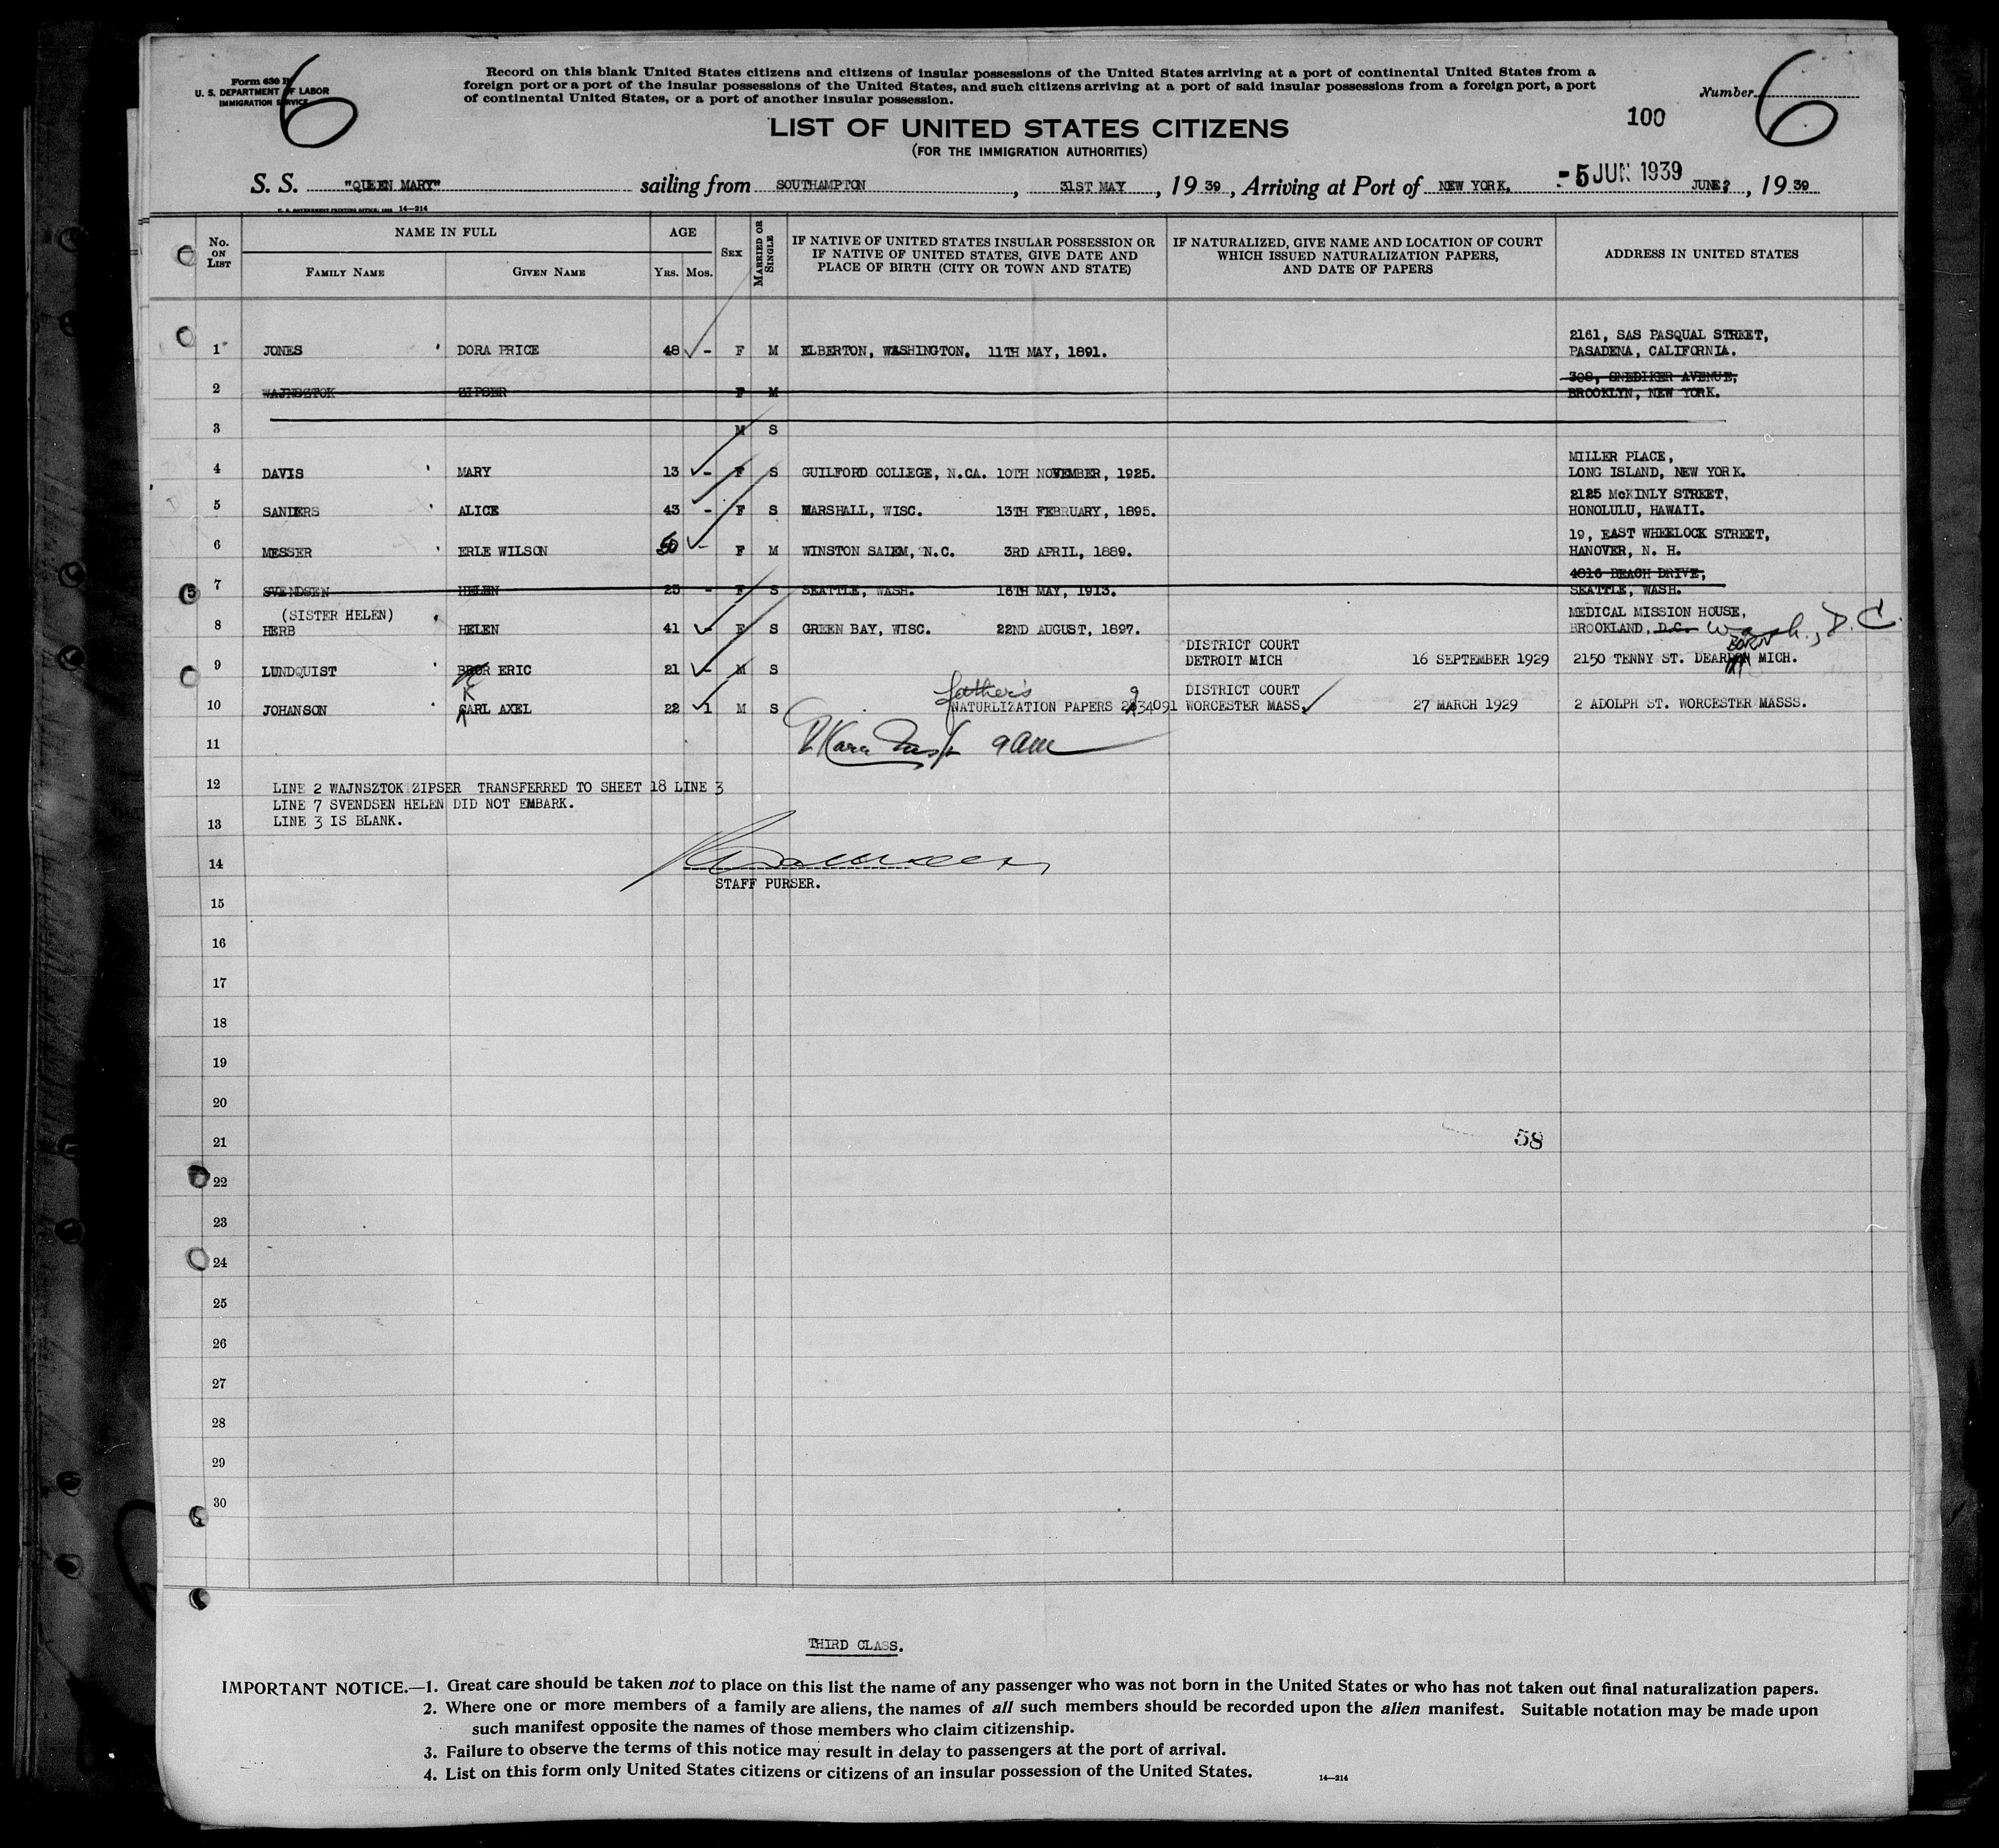 6
6
Form 630 B
U. S. DEPARTMENT OF LABOR
IMMIGRATION SERVICE
Record on this blank United States citizens and citizens of insular possessions of the United States arriving at a port of continental United States from a
foreign port or a port of the insular possessions of the United States, and such citizens arriving at a port of said insular possessions from a foreign port, a port
of continental United States, or a port of another insular possession.
Number
100
LIST OF UNITED STATES CITIZENS
(FOR THE IMMIGRATION AUTHORITIES)
S. S. "QUEEN MARY" sailing from SOUTHAMPTON, 31ST MAY, 1939, Arriving at Port of NEW YORK. -5 JUN 1939 JUNE, 1939
U. S. GOVERNMENT PRINTING OFFICE 14—214
No. ON LIST
NAME IN FULL
FAMILY NAME GIVEN NAME
AGE
YRS. MOS.
SEX
MARRIED OR SINGLE
IF NATIVE OF UNITED STATES INSULAR POSSESSION OR
IF NATIVE OF UNITED STATES, GIVE DATE AND
PLACE OF BIRTH (CITY OR TOWN AND STATE)
IF NATURALIZED, GIVE NAME AND LOCATION OF COURT
WHICH ISSUED NATURALIZATION PAPERS,
AND DATE OF PAPERS
ADDRESS IN UNITED STATES
2161, SAS PASQUAL STREET,
1 JONES DORA PRICE 48 - F M ELBERTON, WASHINGTON. 11TH MAY, 1891. PASADENA, CALIFORNIA.
308, SNEDIKER AVENUE,
2 WAJNSZTOK ZIPSER F M BROOKLYN, NEW YORK.
3 M S
MILLER PLACE,
4 DAVIS MARY 13 - F S GUILFORD COLLEGE, N.CA. 10TH NOVEMBER, 1925. LONG ISLAND, NEW YORK.
2125 McKINLY STREET,
5 SANDERS ALICE 43 - F S MARSHALL, WISC. 13TH FEBRUARY, 1895. HONOLULU, HAWAII.
19, EAST WHEELOCK STREET,
6 MESSER ERLE WILSON 50 - F M WINSTON SALEM, N.C. 3RD APRIL, 1889. HANOVER, N. H.
4016 BEACH DRIVE,
7 SVENDSEN HELEN 25 - F S SEATTLE, WASH. 16TH MAY, 1913. SEATTLE, WASH.
(SISTER HELEN) MEDICAL MISSION HOUSE,
8 HERB HELEN 41 - F S GREEN BAY, WISC. 22ND AUGUST, 1897. BROOKLAND, D.C. Wash., D.C.
DISTRICT COURT BORN
9 LUNDQUIST BROR ERIC 21 - M S DETROIT MICH 16 SEPTEMBER 1929 2150 TENNY ST. DEARBORN MICH.
K father's 9 DISTRICT COURT
10 JOHANSON CARL AXEL 22 1 M S NATURLIZATION PAPERS 2934091 WORCESTER MASS. 27 MARCH 1929 2 ADOLPH ST. WORCESTER MASSS.
11
12 LINE 2 WAJNSZTOK ZIPSER TRANSFERRED TO SHEET 18 LINE 3
LINE 7 SVENDSEN HELEN DID NOT EMBARK.
13 LINE 3 IS BLANK.
14
STAFF PURSER.
15
16
17
18
19
20
21 58
22
23
24
25
26
27
28
29
30
THIRD CLASS.
IMPORTANT NOTICE.—1. Great care should be taken not to place on this list the name of any passenger who was not born in the United States or who has not taken out final naturalization papers.
2. Where one or more members of a family are aliens, the names of all such members should be recorded upon the alien manifest. Suitable notation may be made upon
such manifest opposite the names of those members who claim citizenship.
3. Failure to observe the terms of this notice may result in delay to passengers at the port of arrival.
4. List on this form only United States citizens or citizens of an insular possession of the United States.
14—214